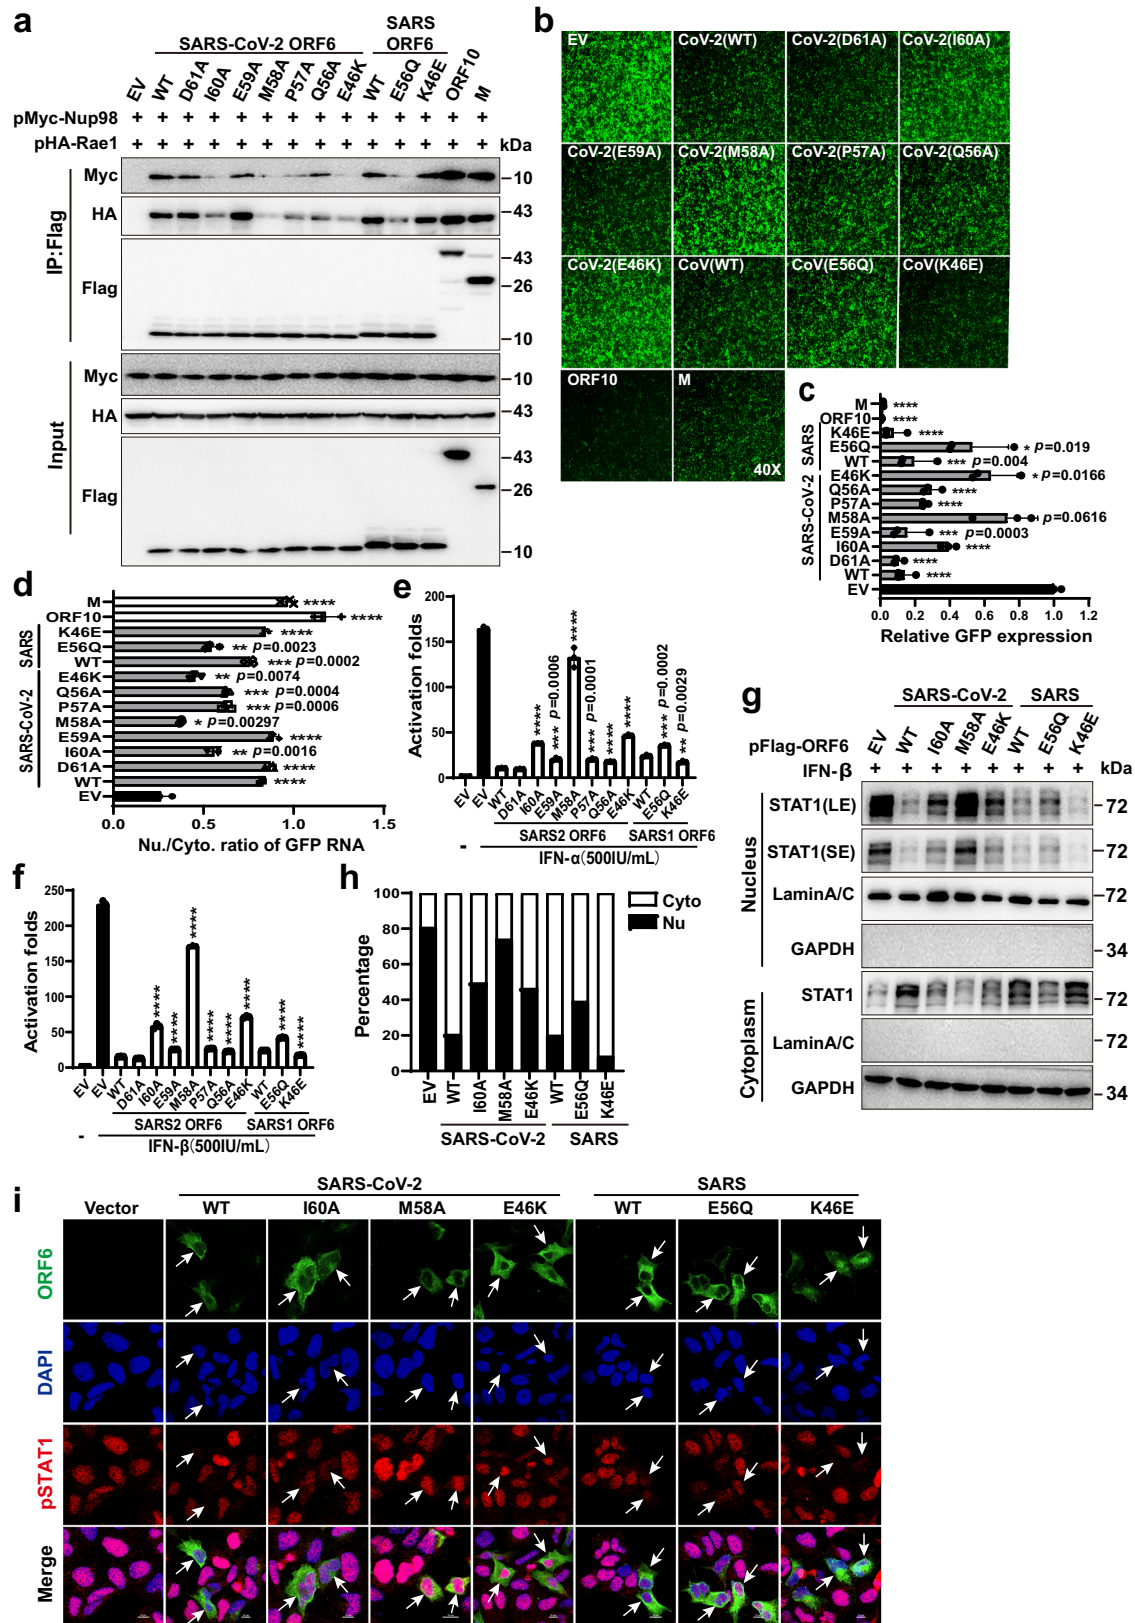 a
SARS-CoV-2 ORF6
SARS
ORF6
EV
WT
D61A
I60A
E59A
M58A
P57A
Q56A
E46K
WT
E56Q
K46E
ORF10
M
pMyc-Nup98 + + + + + + + + + + + + + +
pHA-Rae1 + + + + + + + + + + + + + +
kDa
IP:Flag
Myc
10
HA
43
Flag
43
26
10
Input
Myc
10
HA
43
Flag
43
26
10
b
EV CoV-2(WT) CoV-2(D61A) CoV-2(I60A)
CoV-2(E59A) CoV-2(M58A) CoV-2(P57A) CoV-2(Q56A)
CoV-2(E46K) CoV(WT) CoV(E56Q) CoV(K46E)
ORF10 M
40X
c
M ****
ORF10 ****
K46E ****
E56Q * p=0.019
WT *** p=0.004
E46K * p=0.0166
Q56A ****
P57A ****
M58A p=0.0616
E59A *** p=0.0003
I60A ****
D61A ****
WT ****
EV
SARS
SARS-CoV-2
0.0 0.2 0.4 0.6 0.8 1.0 1.2
Relative GFP expression
d
M ****
ORF10 ****
K46E ****
E56Q ** p=0.0023
WT *** p=0.0002
E46K ** p=0.0074
Q56A *** p=0.0004
P57A *** p=0.0006
M58A * p=0.00297
E59A ****
I60A ** p=0.0016
D61A ****
WT ****
EV
SARS
SARS-CoV-2
0.0 0.5 1.0 1.5
Nu./Cyto. ratio of GFP RNA
e
Activation folds
200
150
100
50
0
****
*** p=0.0006
****
*** p=0.0001
****
****
*** p=0.0002
** p=0.0029
EV
EV
WT
D61A
I60A
E59A
M58A
P57A
Q56A
E46K
WT
E56Q
K46E
SARS2 ORF6 SARS1 ORF6
-
IFN-α(500IU/mL)
f
Activation folds
250
200
150
100
50
0
****
****
****
****
****
****
****
****
EV
EV
WT
D61A
I60A
E59A
M58A
P57A
Q56A
E46K
WT
E56Q
K46E
SARS2 ORF6 SARS1 ORF6
-
IFN-β(500IU/mL)
h
Percentage
100
80
60
40
20
0
Cyto
Nu
EV
WT
I60A
M58A
E46K
WT
E56Q
K46E
SARS-CoV-2 SARS
g
SARS-CoV-2 SARS
pFlag-ORF6
EV
WT
I60A
M58A
E46K
WT
E56Q
K46E
IFN-β + + + + + + + +
kDa
Nucleus
STAT1(LE) 72
STAT1(SE) 72
LaminA/C 72
GAPDH 34
Cytoplasm
STAT1 72
LaminA/C 72
GAPDH 34
i
SARS-CoV-2 SARS
Vector WT I60A M58A E46K WT E56Q K46E
ORF6
DAPI
pSTAT1
Merge